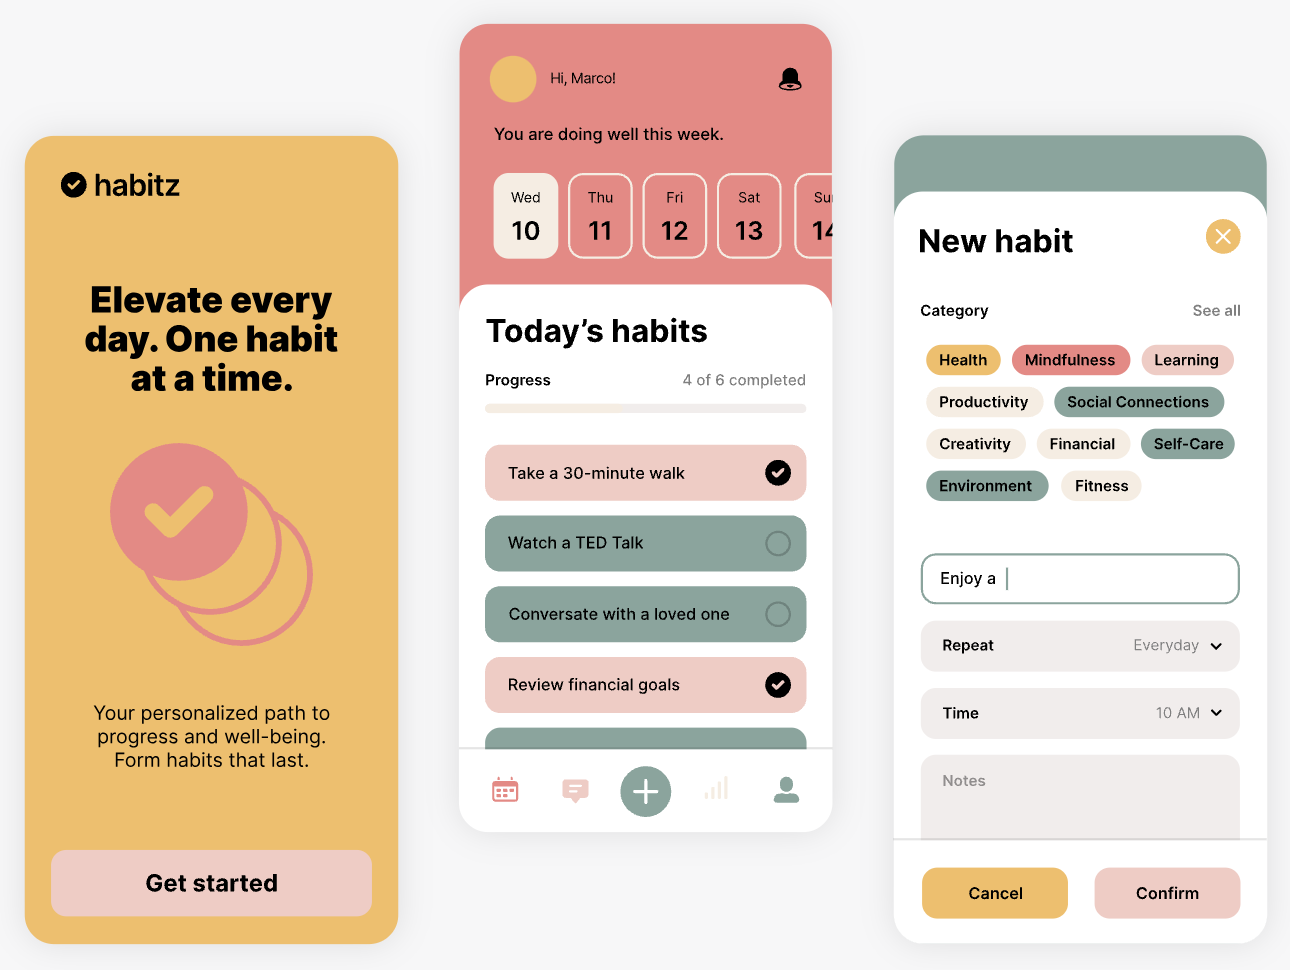 habitz
Elevate every
day. One habit
at a time.
Your personalized path to
progress and well-being.
Form habits that last.
Get started
Hi, Marco!
You are doing well this week.
Wed Thu Fri Sat Sun
10 11 12 13 14
Today's habits
Progress 4 of 6 completed
Take a 30-minute walk
Watch a TED Talk
Conversate with a loved one
Review financial goals
New habit
Category See all
Health Mindfulness Learning
Productivity Social Connections
Creativity Financial Self-Care
Environment Fitness
Enjoy a
Repeat Everyday
Time 10 AM
Notes
Cancel Confirm